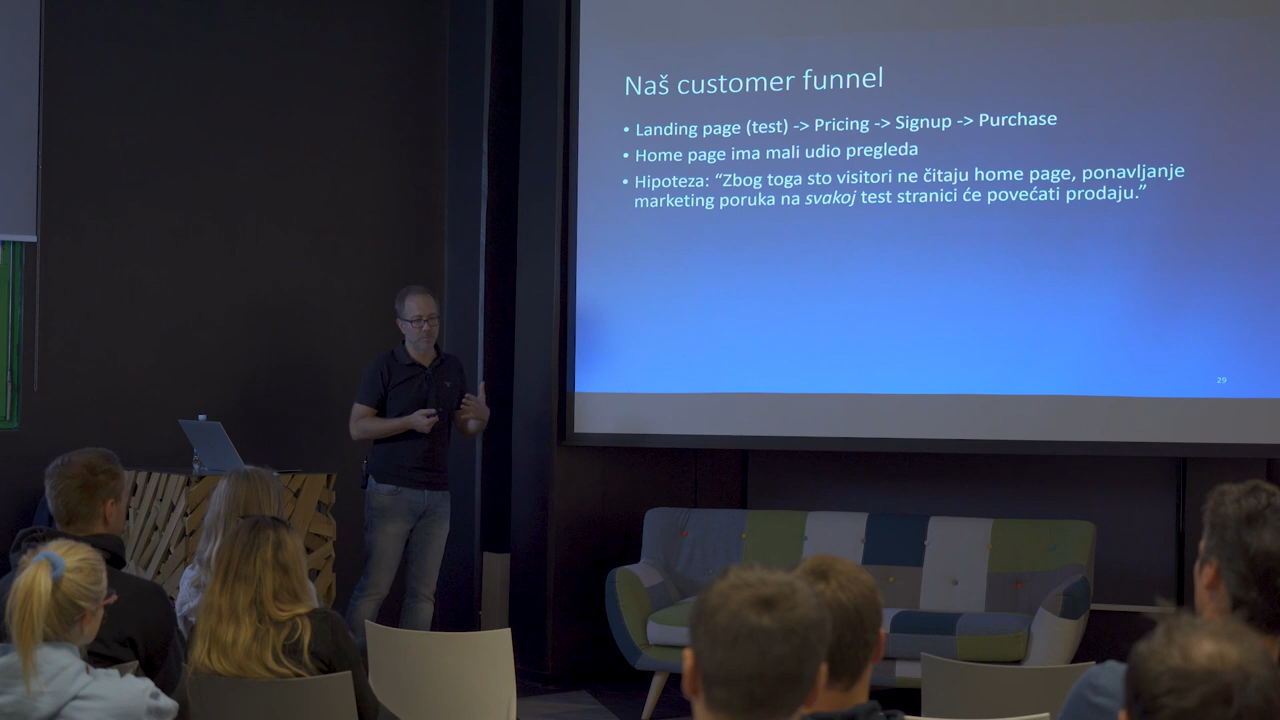 Naš customer funnel
• Landing page (test) -> Pricing -> Signup -> Purchase
• Home page ima mali udio pregleda
• Hipoteza: “Zbog toga sto visitori ne čitaju home page, ponavljanje
marketing poruka na svakoj test stranici će povećati prodaju.”
29